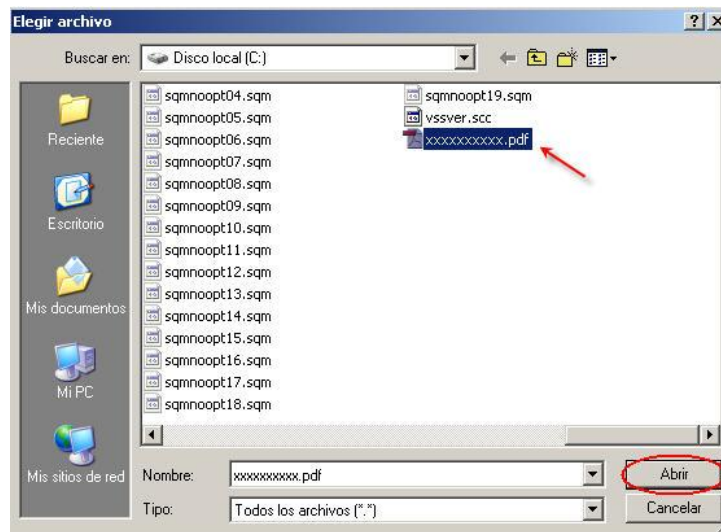 Elegir archivo
Buscar en: Disco local (C:)
Reciente
Escritorio
Mis documentos
Mi PC
Mis sitios de red
sqmnoopt04.sqm
sqmnoopt05.sqm
sqmnoopt06.sqm
sqmnoopt07.sqm
sqmnoopt08.sqm
sqmnoopt09.sqm
sqmnoopt10.sqm
sqmnoopt11.sqm
sqmnoopt12.sqm
sqmnoopt13.sqm
sqmnoopt14.sqm
sqmnoopt15.sqm
sqmnoopt16.sqm
sqmnoopt17.sqm
sqmnoopt18.sqm
sqmnoopt19.sqm
vssver.scc
xxxxxxxxxx.pdf
Nombre: xxxxxxxxxx.pdf Abrir
Tipo: Todos los archivos (*.*) Cancelar